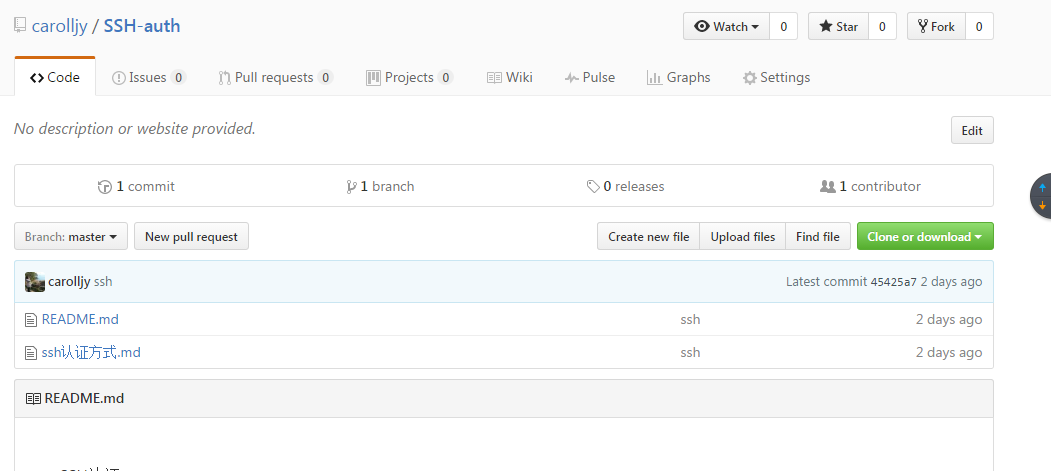 carolljy / SSH-auth Watch 0 Star 0 Fork 0
Code Issues 0 Pull requests 0 Projects 0 Wiki Pulse Graphs Settings
No description or website provided. Edit
1 commit 1 branch 0 releases 1 contributor
Branch: master New pull request Create new file Upload files Find file Clone or download
carolljy ssh Latest commit 45425a7 2 days ago
README.md ssh 2 days ago
ssh认证方式.md ssh 2 days ago
README.md